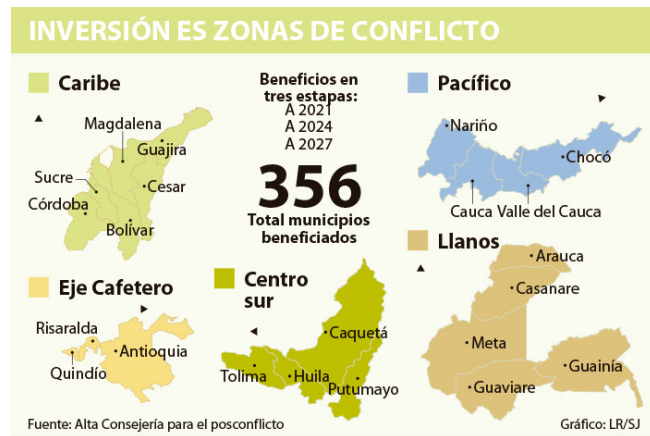 INVERSIÓN ES ZONAS DE CONFLICTO
Caribe
Magdalena
Guajira
Sucre
Cesar
Córdoba
Bolívar
Beneficios en
tres estapas:
A 2021
A 2024
A 2027
356
Total municipios
beneficiados
Pacífico
Nariño
Chocó
Cauca
Valle del Cauca
Eje Cafetero
Risaralda
Antioquia
Quindío
Centro
sur
Caquetá
Tolima
Huila
Putumayo
Llanos
Arauca
Casanare
Meta
Guainía
Guaviare
Fuente: Alta Consejería para el posconflicto
Gráfico: LR/SJ